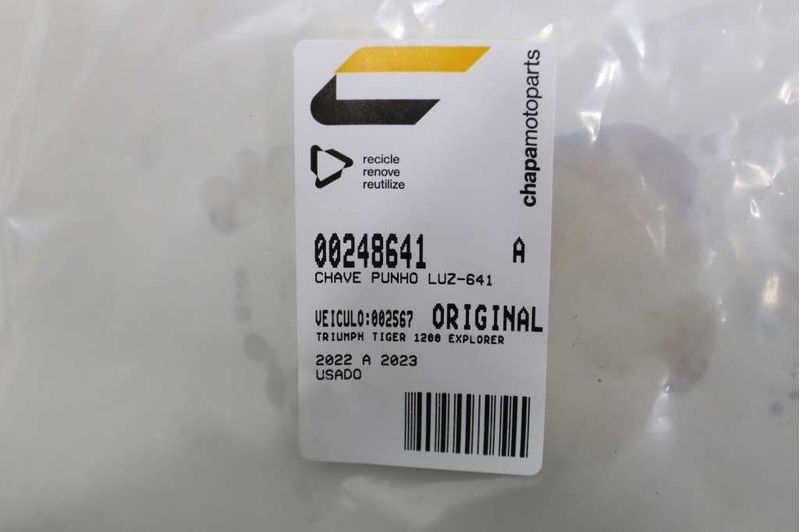 chapamotoparts
recicle
renove
reutilize
00248641 A
CHAVE PUNHO LUZ-641
VEICULO:002567 ORIGINAL
TRIUMPH TIGER 1200 EXPLORER
2022 A 2023
USADO